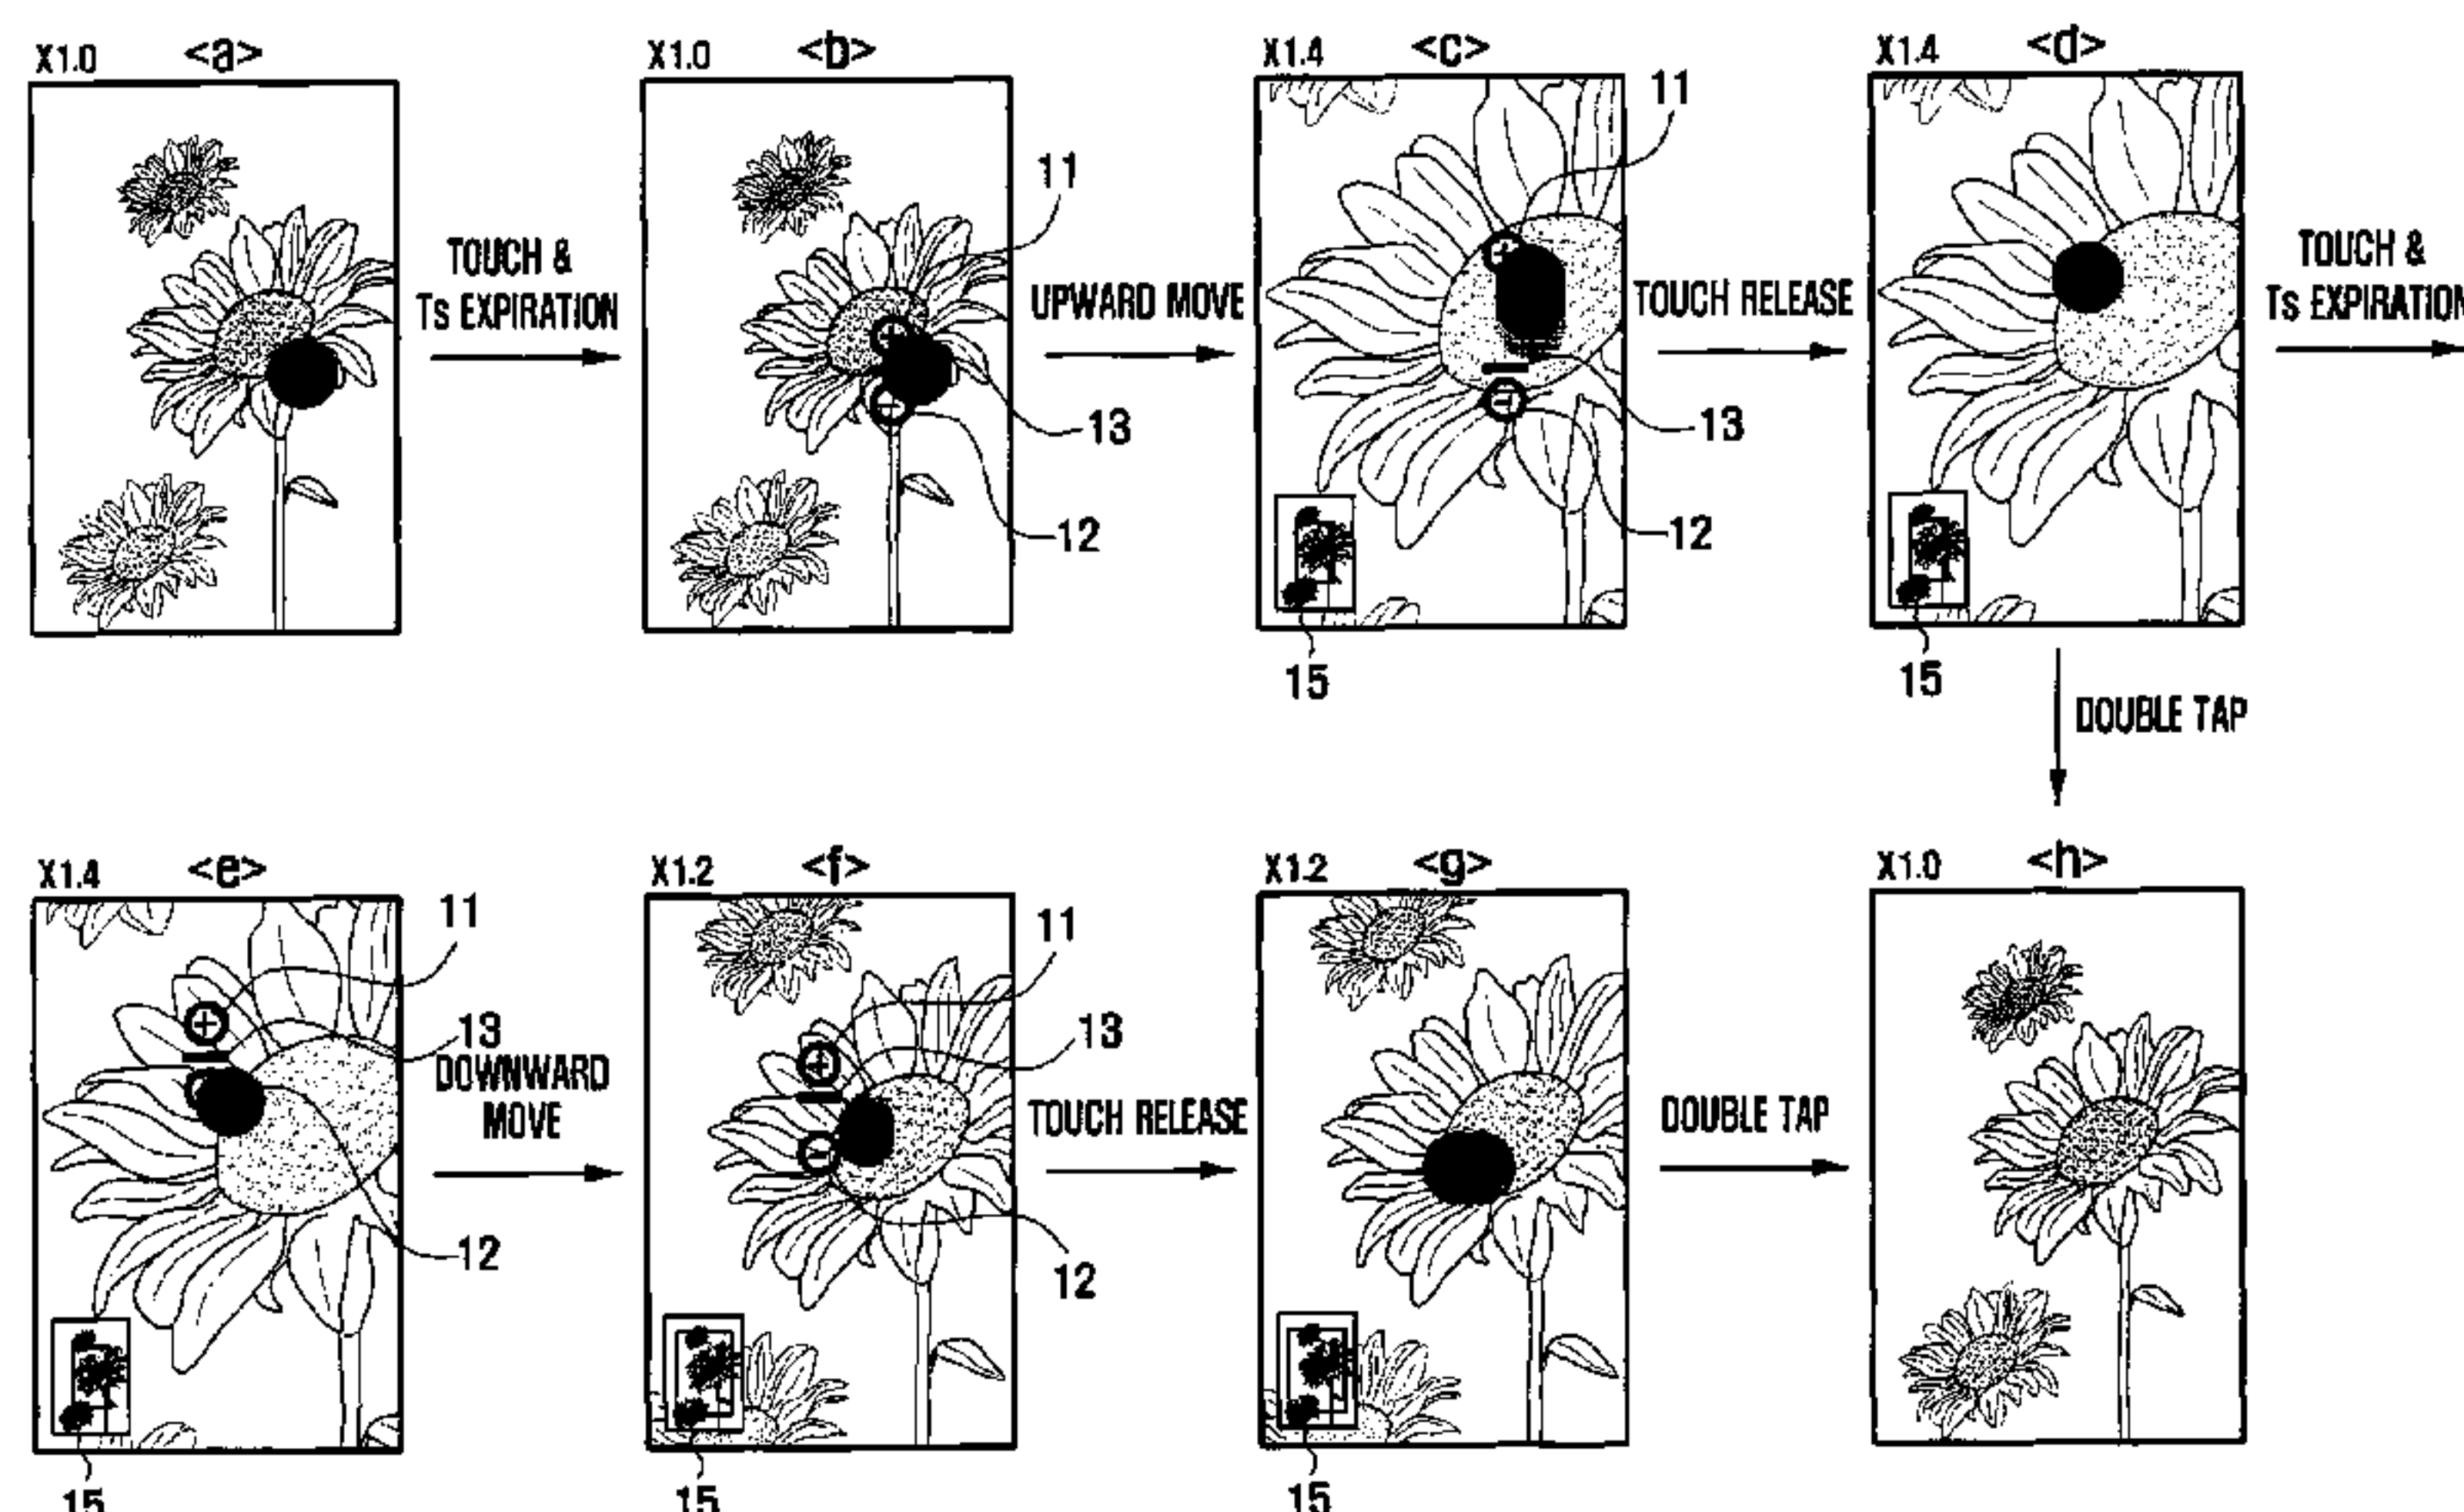 X1.0 <a>
X1.0 <b>
X1.4 <c>
X1.4 <d>
11
11
TOUCH &
Ts EXPIRATION
UPWARD MOVE
TOUCH RELEASE
TOUCH &
Ts EXPIRATION
13
12
13
12
15
15
DOUBLE TAP
X1.4 <e>
X1.2 <f>
X1.2 <g>
X1.0 <h>
11
13
DOWNWARD
MOVE
12
11
13
TOUCH RELEASE
12
DOUBLE TAP
15
15
15